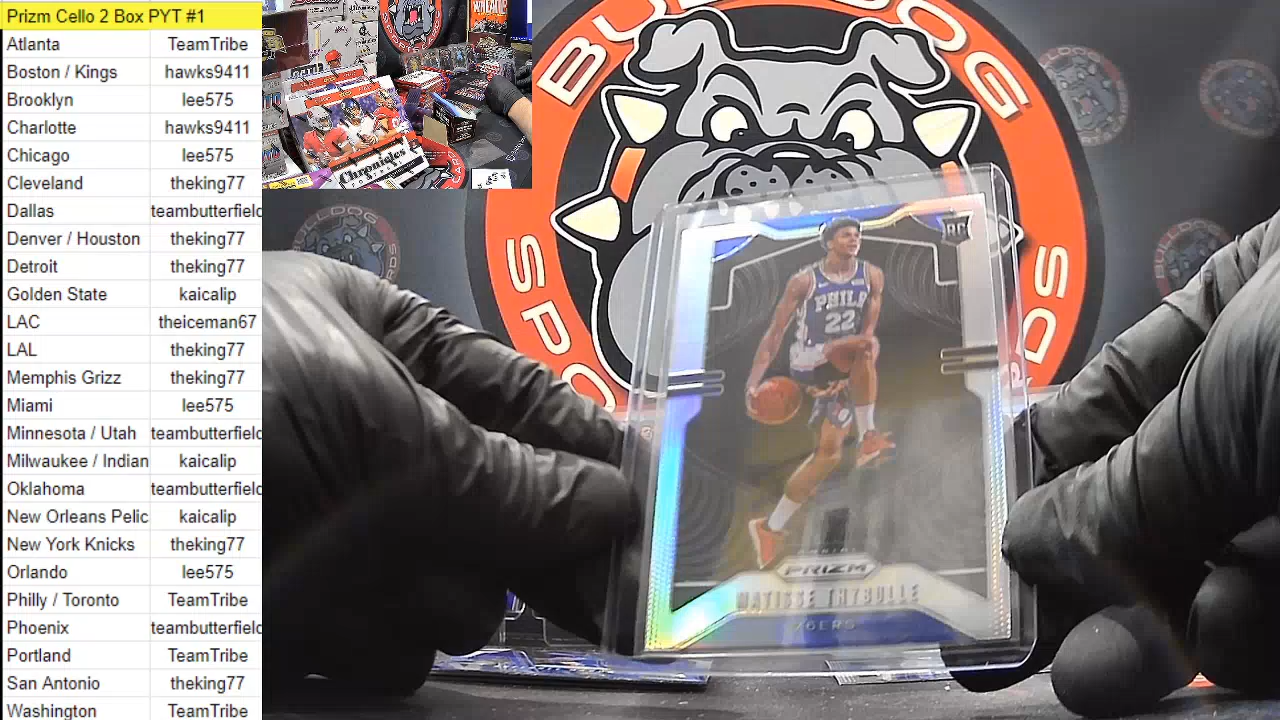 Prizm Cello 2 Box PYT #1
Atlanta TeamTribe
Boston / Kings hawks9411
Brooklyn lee575
Charlotte hawks9411
Chicago lee575
Cleveland theking77
Dallas teambutterfield
Denver / Houston theking77
Detroit theking77
Golden State kaicalip
LAC theiceman67
LAL theking77
Memphis Grizz theking77
Miami lee575
Minnesota / Utah teambutterfield
Milwaukee / Indian kaicalip
Oklahoma teambutterfield
New Orleans Pelic kaicalip
New York Knicks theking77
Orlando lee575
Philly / Toronto TeamTribe
Phoenix teambutterfield
Portland TeamTribe
San Antonio theking77
Washington TeamTribe
Chronicles
BULLDOG
RC
PHILA
22
PANINI
PRIZM
MATISSE THYBULLE
76ERS